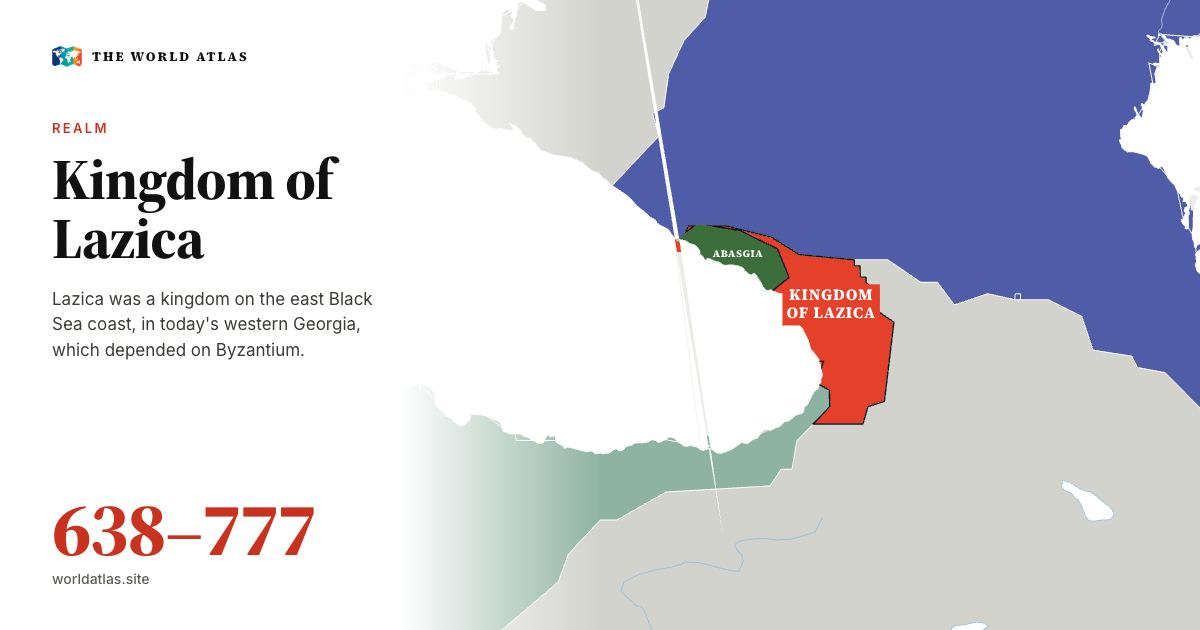 THE WORLD ATLAS
REALM
Kingdom of
Lazica
Lazica was a kingdom on the east Black
Sea coast, in today's western Georgia,
which depended on Byzantium.
638–777
worldatlas.site
ABASGIA
KINGDOM
OF LAZICA